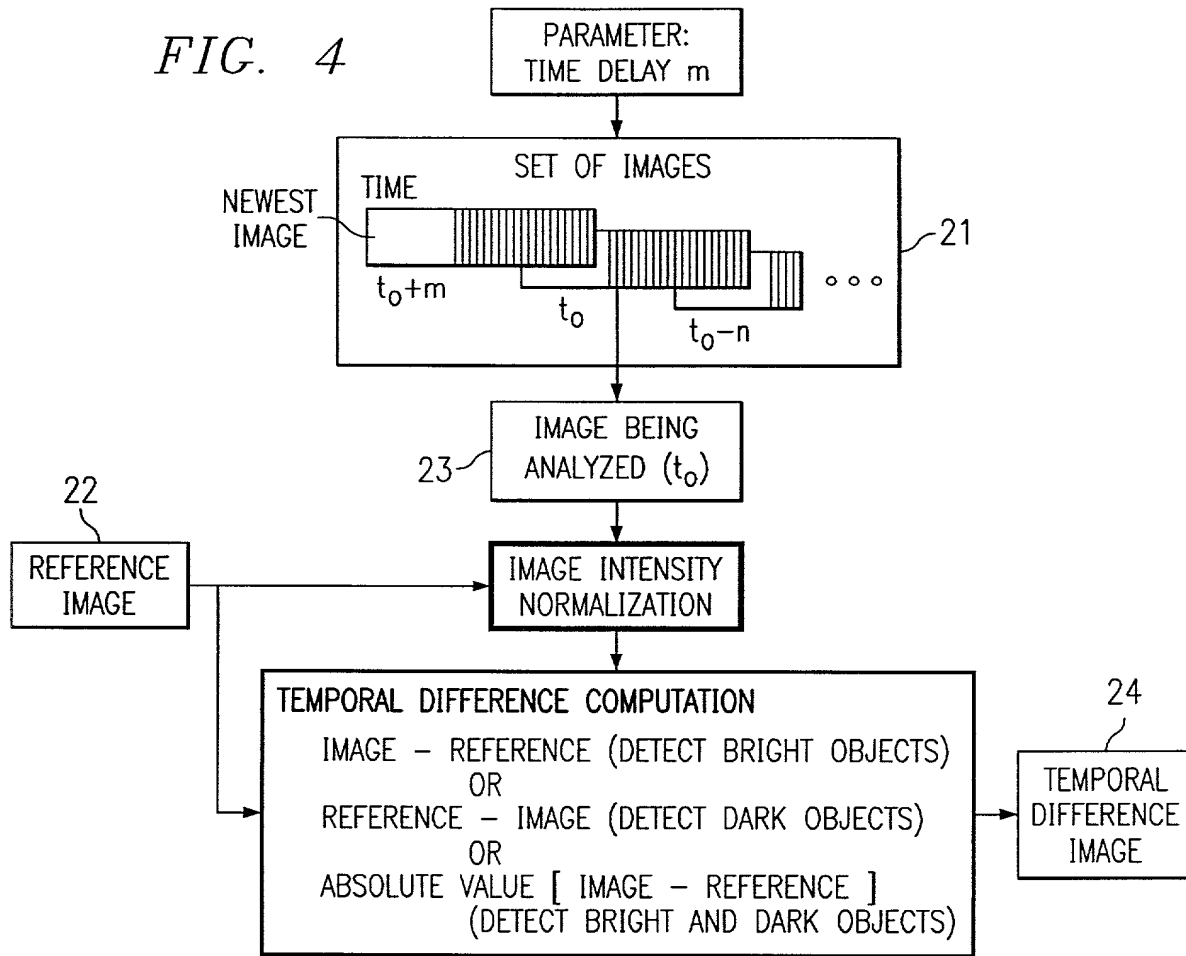 FIG. 4
PARAMETER:
TIME DELAY m
SET OF IMAGES
TIME
NEWEST
IMAGE
21
t₀+m
t₀
t₀–n
IMAGE BEING
ANALYZED (t₀)
23
22
REFERENCE
IMAGE
IMAGE INTENSITY
NORMALIZATION
TEMPORAL DIFFERENCE COMPUTATION
IMAGE – REFERENCE (DETECT BRIGHT OBJECTS)
OR
REFERENCE – IMAGE (DETECT DARK OBJECTS)
OR
ABSOLUTE VALUE [ IMAGE – REFERENCE ]
(DETECT BRIGHT AND DARK OBJECTS)
24
TEMPORAL
DIFFERENCE
IMAGE